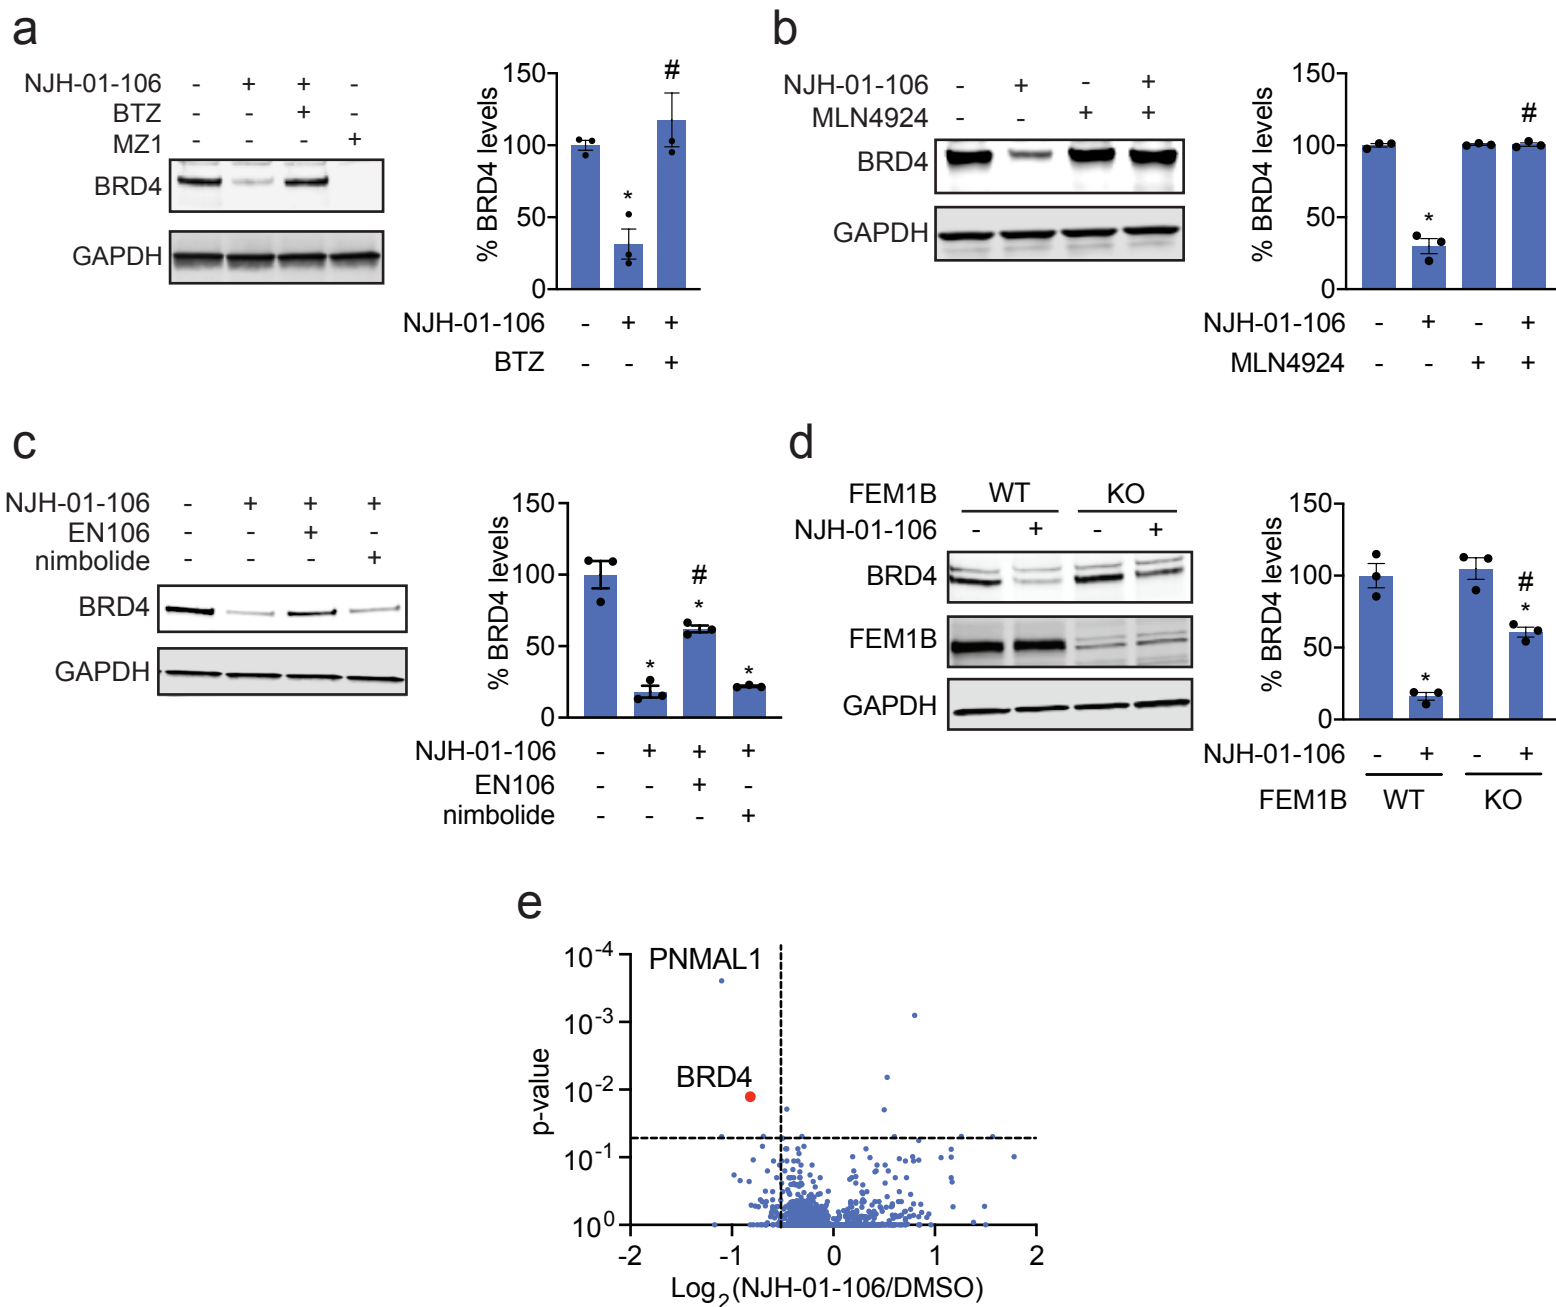 a
NJH-01-106 - + + -
BTZ - - + -
MZ1 - - - +
BRD4
GAPDH
% BRD4 levels
150
100
50
0
*
#
NJH-01-106 - + +
BTZ - - +
b
NJH-01-106 - + - +
MLN4924 - - + +
BRD4
GAPDH
% BRD4 levels
150
100
50
0
*
#
NJH-01-106 - + - +
MLN4924 - - + +
c
NJH-01-106 - + + +
EN106 - - + -
nimbolide - - - +
BRD4
GAPDH
% BRD4 levels
150
100
50
0
*
#
*
*
NJH-01-106 - + + +
EN106 - - + -
nimbolide - - - +
d
FEM1B WT KO
NJH-01-106 - + - +
BRD4
FEM1B
GAPDH
% BRD4 levels
150
100
50
0
*
#
*
NJH-01-106 - + - +
FEM1B WT KO
e
p-value
10-4
10-3
10-2
10-1
100
PNMAL1
BRD4
-2 -1 0 1 2
Log2(NJH-01-106/DMSO)